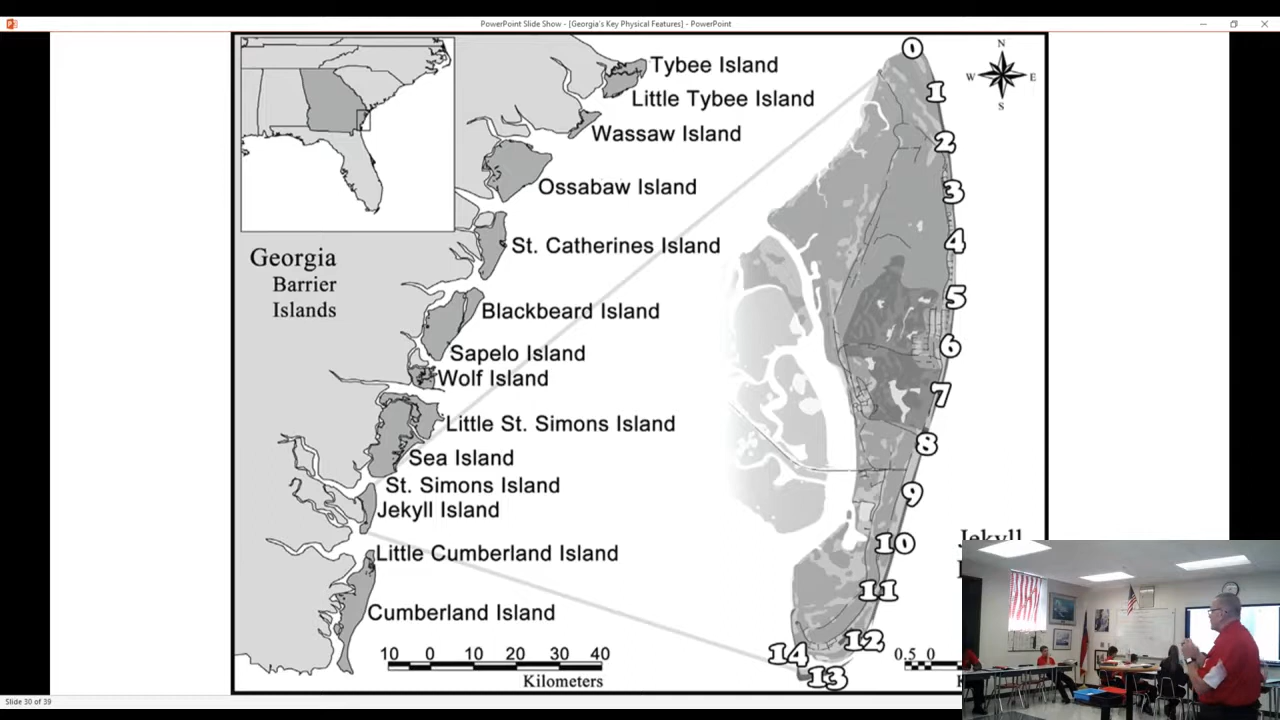 PowerPoint Slide Show - [Georgia's Key Physical Features] - PowerPoint
Tybee Island
Little Tybee Island
Wassaw Island
Ossabaw Island
St. Catherines Island
Georgia
Barrier
Islands
Blackbeard Island
Sapelo Island
Wolf Island
Little St. Simons Island
Sea Island
St. Simons Island
Jekyll Island
Little Cumberland Island
Cumberland Island
10 0 10 20 30 40
Kilometers
N
W E
S
0
1
2
3
4
5
6
7
8
9
10
11
12
13
14
Jekyll
0.5 0
Slide 30 of 39